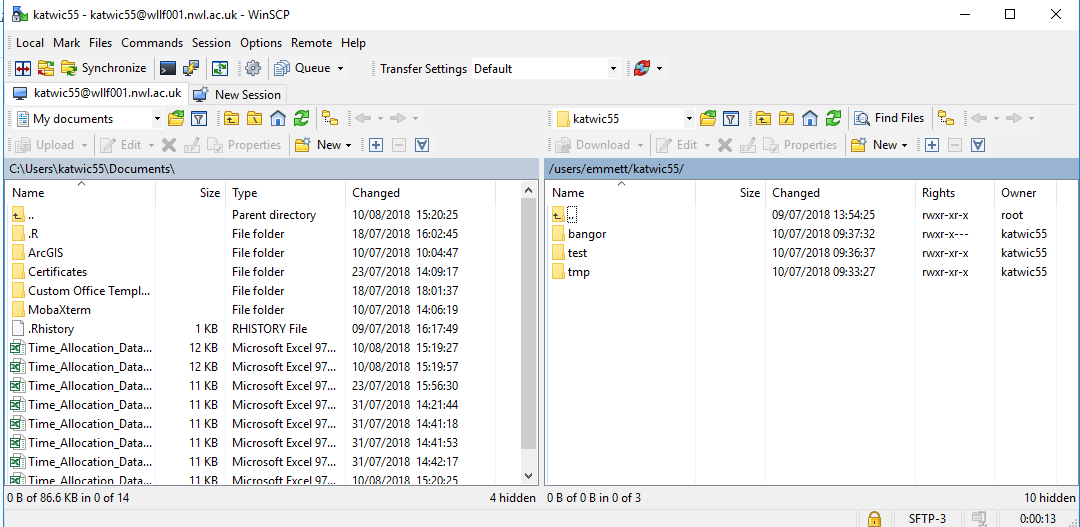 katwic55 - katwic55@wllf001.nwl.ac.uk - WinSCP
Local Mark Files Commands Session Options Remote Help
Synchronize Queue Transfer Settings Default
katwic55@wllf001.nwl.ac.uk New Session
My documents katwic55 Find Files
Upload Edit Properties New Download Edit Properties New
C:\Users\katwic55\Documents\ /users/emmett/katwic55/
Name Size Type Changed Name Size Changed Rights Owner
.. Parent directory 10/08/2018 15:20:25 .. 09/07/2018 13:54:25 rwxr-xr-x root
.R File folder 18/07/2018 16:02:45 bangor 10/07/2018 09:37:32 rwxr-x--- katwic55
ArcGIS File folder 10/07/2018 10:04:47 test 10/07/2018 09:36:37 rwxr-xr-x katwic55
Certificates File folder 23/07/2018 14:09:17 tmp 10/07/2018 09:33:27 rwxr-xr-x katwic55
Custom Office Templ... File folder 18/07/2018 18:01:37
MobaXterm File folder 10/07/2018 14:06:19
.Rhistory 1 KB RHISTORY File 09/07/2018 16:17:49
Time_Allocation_Data... 12 KB Microsoft Excel 97... 10/08/2018 15:19:27
Time_Allocation_Data... 12 KB Microsoft Excel 97... 10/08/2018 15:19:57
Time_Allocation_Data... 11 KB Microsoft Excel 97... 23/07/2018 15:56:30
Time_Allocation_Data... 11 KB Microsoft Excel 97... 31/07/2018 14:21:44
Time_Allocation_Data... 11 KB Microsoft Excel 97... 31/07/2018 14:41:18
Time_Allocation_Data... 11 KB Microsoft Excel 97... 31/07/2018 14:41:53
Time_Allocation_Data... 11 KB Microsoft Excel 97... 31/07/2018 14:42:17
Time_Allocation_Data... 11 KB Microsoft Excel 97... 10/08/2018 15:20:25
0 B of 86.6 KB in 0 of 14 4 hidden 0 B of 0 B in 0 of 3 10 hidden
SFTP-3 0:00:13